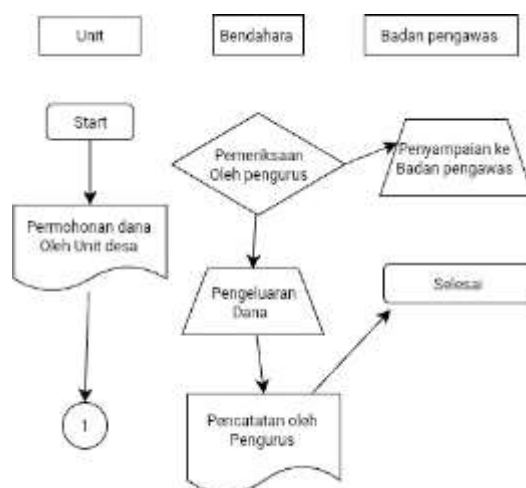 Unit
Bendahara
Badan pengawas
Start
Pemeriksaan
Oleh pengurus
Penyampaian ke
Badan pengawas
Permohonan dana
Oleh Unit desa
Pengeluaran
Dana
Selesai
1
Pencatatan oleh
Pengurus